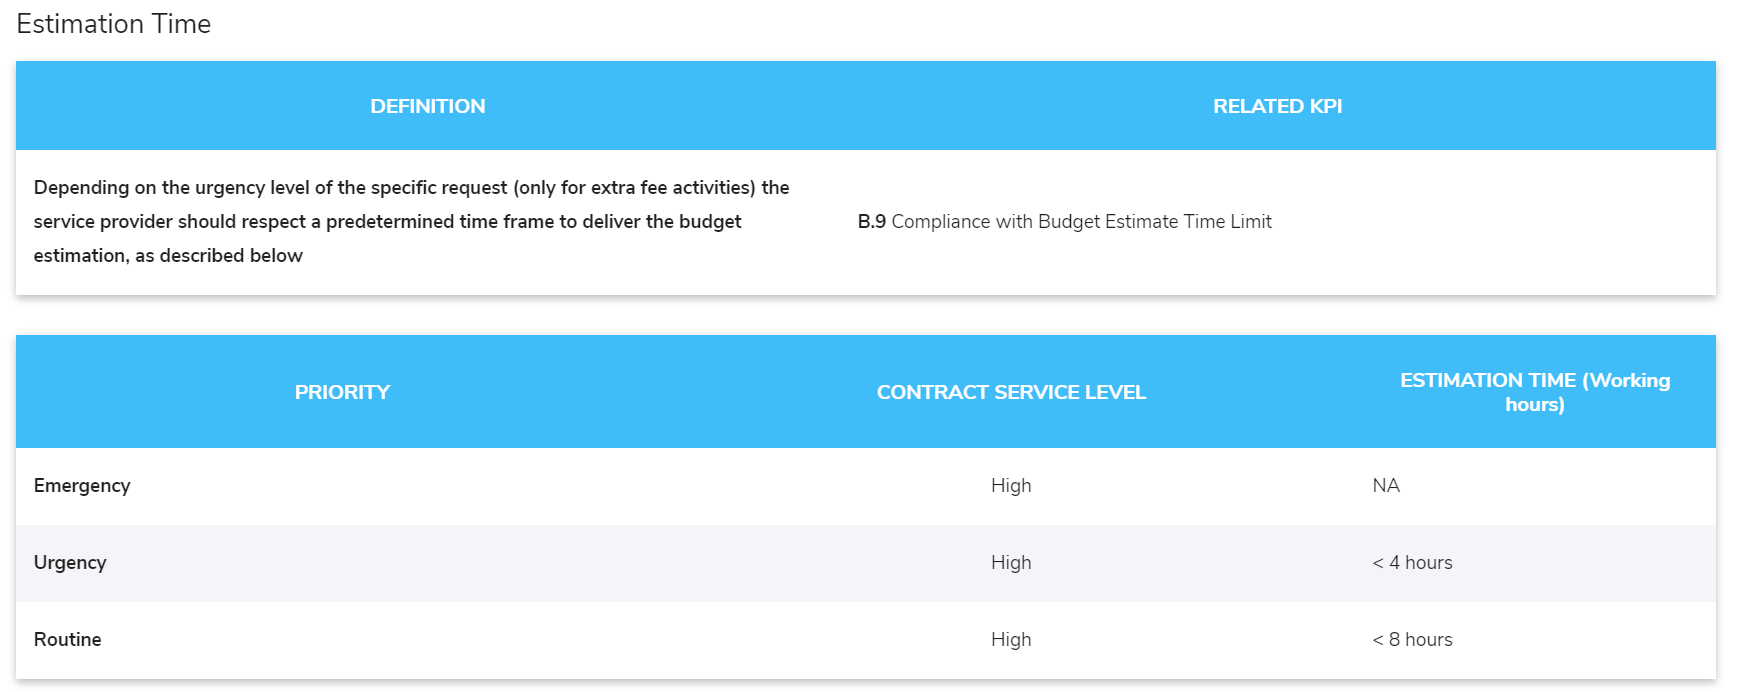 Estimation Time
DEFINITION
RELATED KPI
Depending on the urgency level of the specific request (only for extra fee activities) the
service provider should respect a predetermined time frame to deliver the budget
estimation, as described below
B.9 Compliance with Budget Estimate Time Limit
PRIORITY
CONTRACT SERVICE LEVEL
ESTIMATION TIME (Working
hours)
Emergency
High
NA
Urgency
High
< 4 hours
Routine
High
< 8 hours